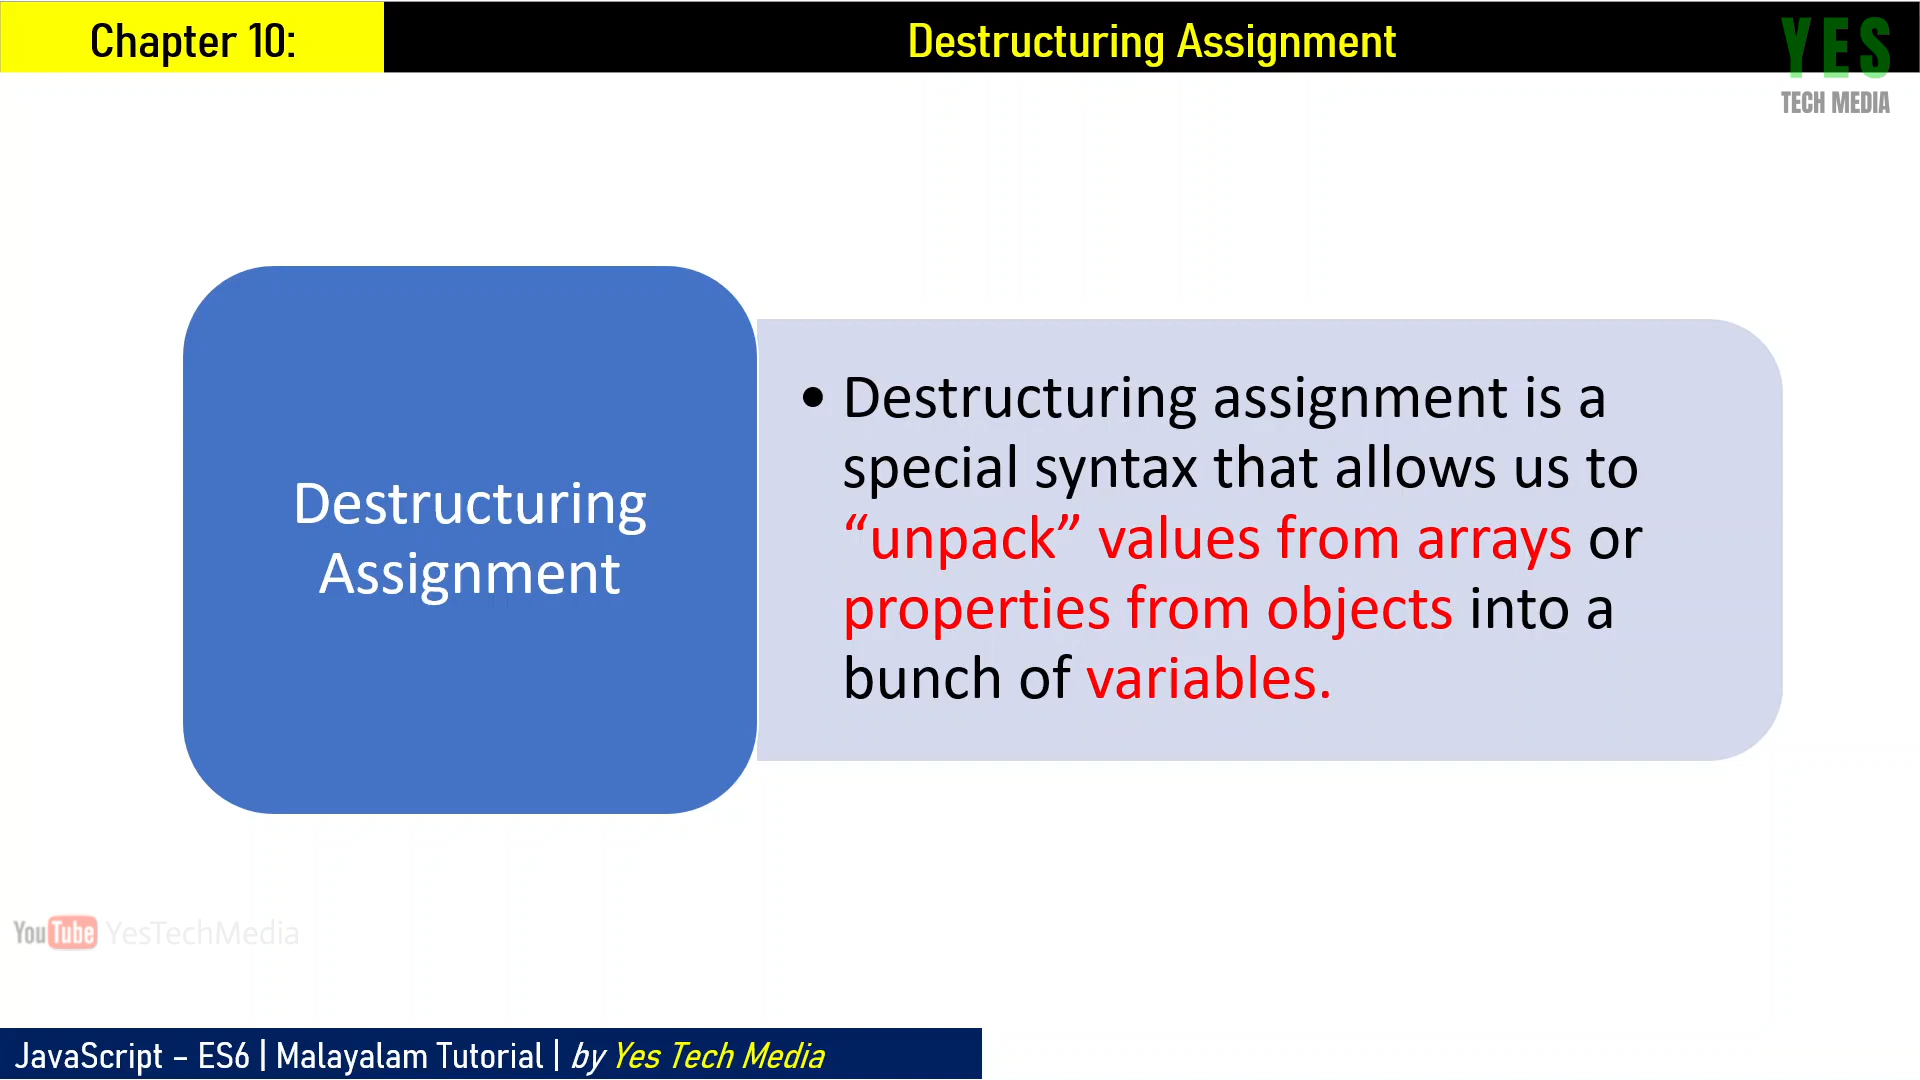 Chapter 10:
Destructuring Assignment
YES
TECH MEDIA
Destructuring
Assignment
• Destructuring assignment is a
special syntax that allows us to
“unpack” values from arrays or
properties from objects into a
bunch of variables.
YouTube YesTechMedia
JavaScript – ES6 | Malayalam Tutorial | by Yes Tech Media